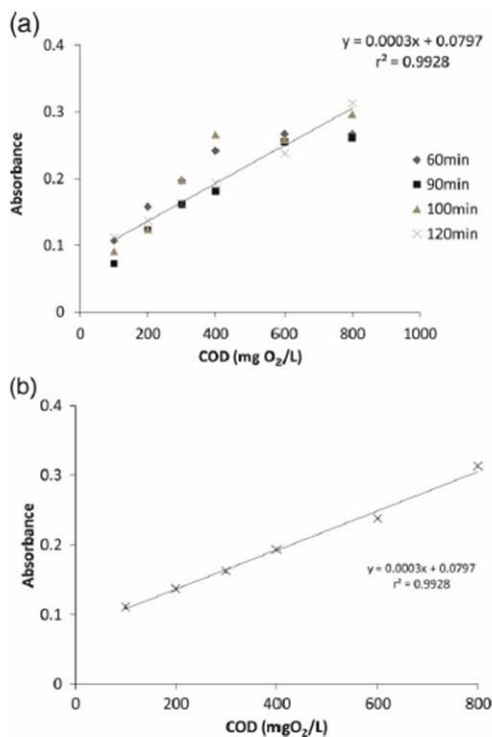 (a)
y = 0.0003x + 0.0797
r² = 0.9928
0.4
0.3
0.2
0.1
0
Absorbance
60min
90min
100min
120min
0 200 400 600 800 1000
COD (mg O₂/L)
(b)
0.4
0.3
0.2
0.1
0
Absorbance
y = 0.0003x + 0.0797
r² = 0.9928
0 200 400 600 800
COD (mgO₂/L)